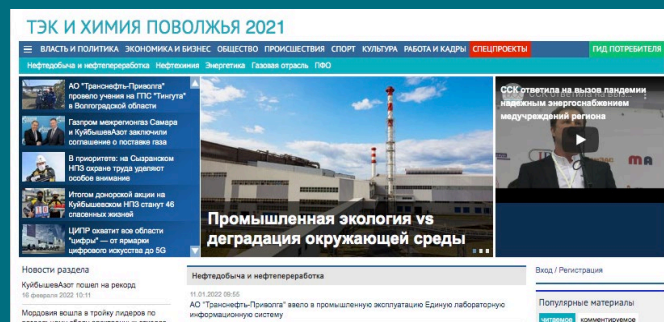 ТЭК И ХИМИЯ ПОВОЛЖЬЯ 2021
ВЛАСТЬ И ПОЛИТИКА ЭКОНОМИКА И БИЗНЕС ОБЩЕСТВО ПРОИСШЕСТВИЯ СПОРТ КУЛЬТУРА РАБОТА И КАДРЫ СПЕЦПРОЕКТЫ ГИД ПОТРЕБИТЕЛЯ
Нефтедобыча и нефтепереработка Нефтехимия Энергетика Газовая отрасль ПФО
АО "Транснефть-Приволга"
провело учения на ГПС "Тингута"
в Волгоградской области
Газпром межрегионгаз Самара
и КуйбышевАзот заключили
соглашение о поставке газа
В приоритете: на Сызранском
НПЗ охране труда уделяют
особое внимание
Итогом донорской акции на
Куйбышевском НПЗ станут 46
спасенных жизней
ЦИПР охватит все области
"цифры" — от ярмарки
цифрового искусства до 5G
Промышленная экология vs
деградация окружающей среды
ССК ответила на вызов пандемии
надежным энергоснабжением
медучреждений региона
Новости раздела
КуйбышевАзот пошел на рекорд
16 февраля 2022 10:11
Мордовия вошла в тройку лидеров по
Нефтедобыча и нефтепереработка
11.01.2022 09:55
АО "Транснефть-Приволга" ввело в промышленную эксплуатацию Единую лабораторную
информационную систему
Вход / Регистрация
Популярные материалы
читаемое комментируемое